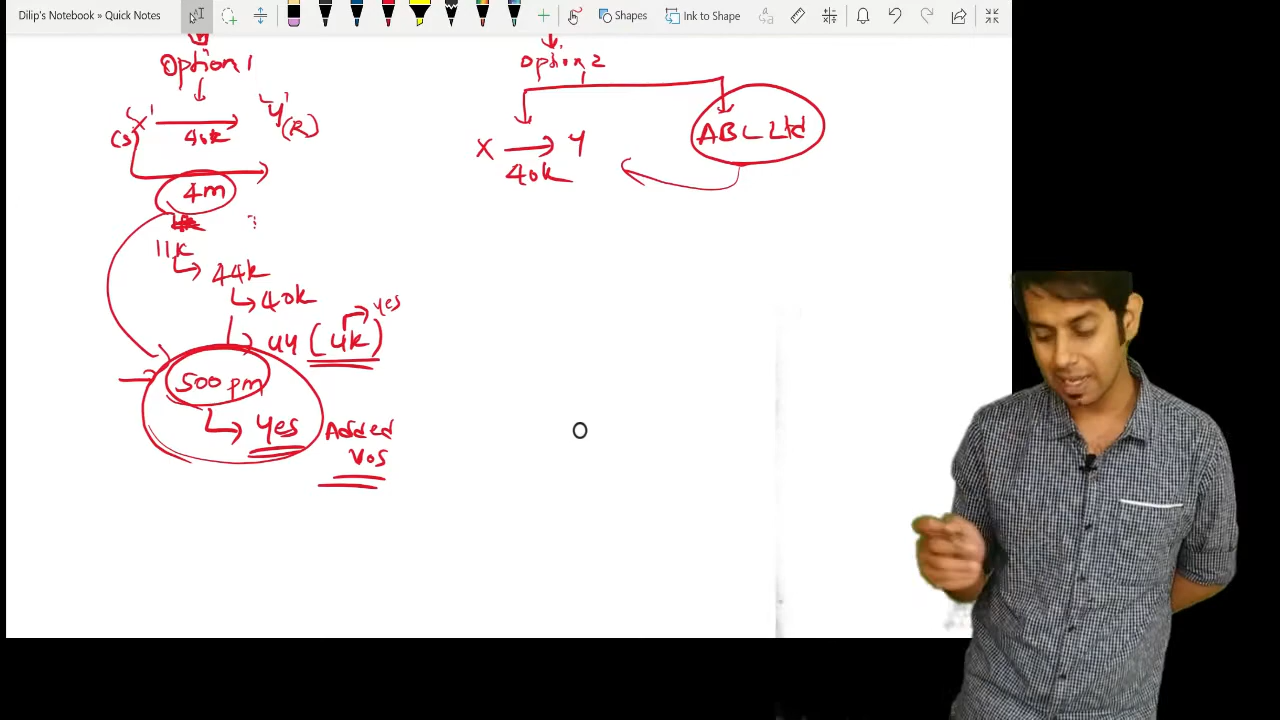 Dilip's Notebook » Quick Notes
Shapes
Ink to Shape
Option 1
'X' 40k 'Y'
(S) (R)
4m
11k
44k
40k
44 (4k) yes
500 pm
Yes
Added
VOS
Option 2
X 40k Y
ABC Ltd